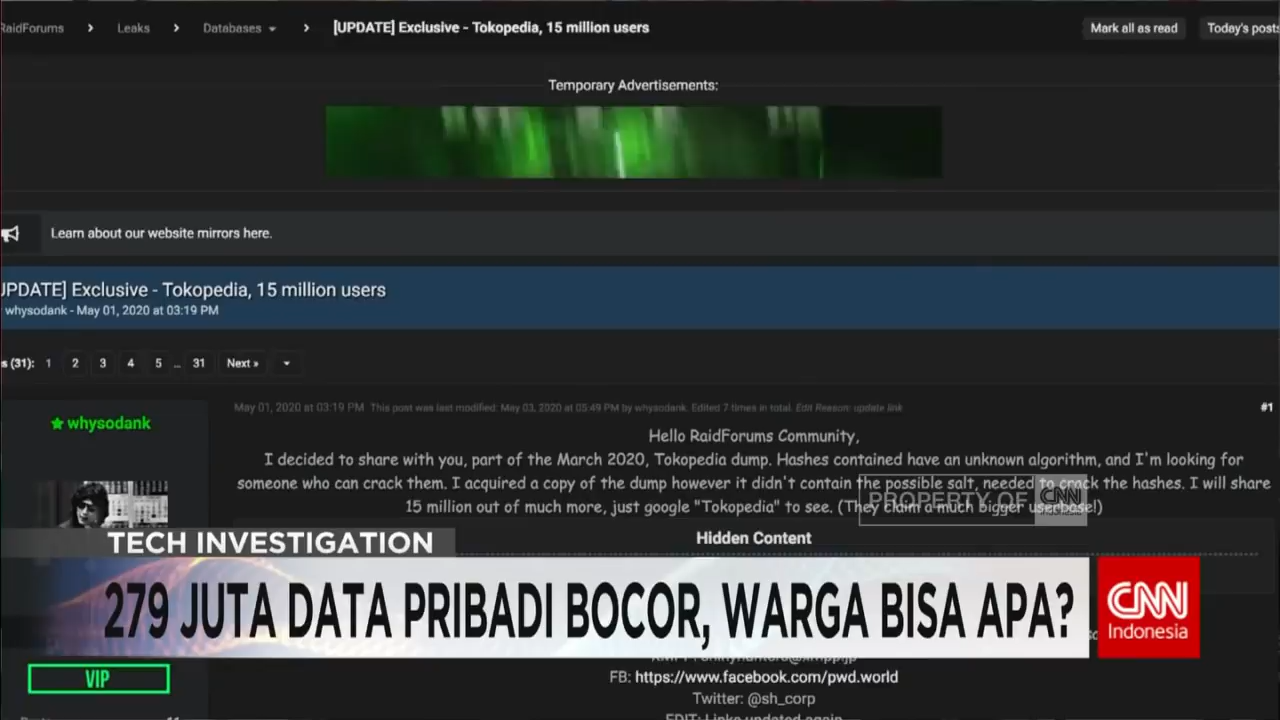 RaidForums > Leaks > Databases > [UPDATE] Exclusive - Tokopedia, 15 million users
Mark all as read Today's posts
Temporary Advertisements:
Learn about our website mirrors here.
UPDATE] Exclusive - Tokopedia, 15 million users
whysodank - May 01, 2020 at 03:19 PM
s (31): 1 2 3 4 5 ... 31 Next »
whysodank
May 01, 2020 at 03:19 PM This post was last modified: May 03, 2020 at 05:49 PM by whysodank. Edited 7 times in total. Edit Reason: update link
#1
Hello RaidForums Community,
I decided to share with you, part of the March 2020, Tokopedia dump. Hashes contained have an unknown algorithm, and I'm looking for
someone who can crack them. I acquired a copy of the dump however it didn't contain the possible salt, needed to crack the hashes. I will share
15 million out of much more, just google "Tokopedia" to see. (They claim a much bigger userbase!)
PROPERTY OF CNN
Hidden Content
TECH INVESTIGATION
279 JUTA DATA PRIBADI BOCOR, WARGA BISA APA?
CNN
Indonesia
VIP
FB: https://www.facebook.com/pwd.world
Twitter: @sh_corp
EDIT: Links updated again